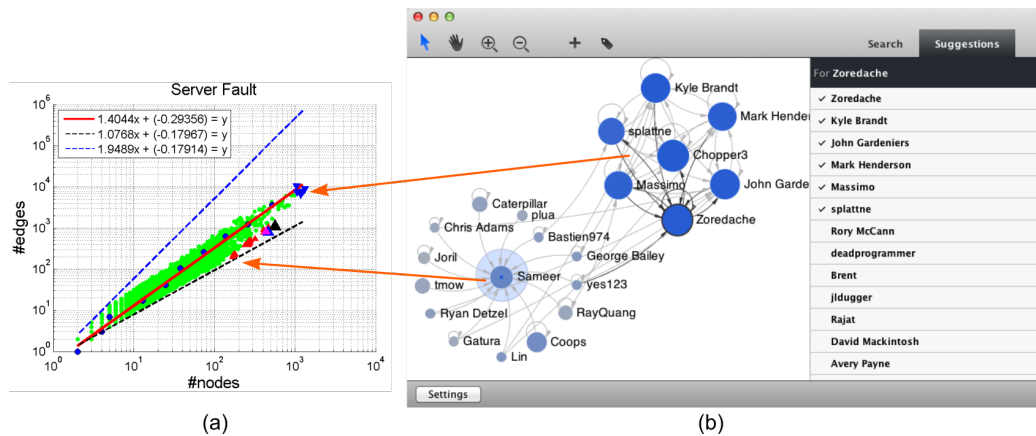 Server Fault
10^6
10^5
10^4
10^3
10^2
10^1
10^0
#edges
1.4044x + (-0.29356) = y
1.0768x + (-0.17967) = y
1.9489x + (-0.17914) = y
10^0
10^1
10^2
10^3
10^4
#nodes
(a)
Search
Suggestions
For Zoredache
✓ Zoredache
✓ Kyle Brandt
✓ John Gardeniers
✓ Mark Henderson
✓ Massimo
✓ splattne
Rory McCann
deadprogrammer
Brent
jldugger
Rajat
David Mackintosh
Avery Payne
Kyle Brandt
Mark Hender
splattne
Chopper3
Massimo
John Garde
Zoredache
Caterpillar
plua
Chris Adams
Bastien974
George Bailey
Joril
Sameer
yes123
tmow
RayQuang
Ryan Detzel
Gatura
Coops
Lin
Settings
(b)